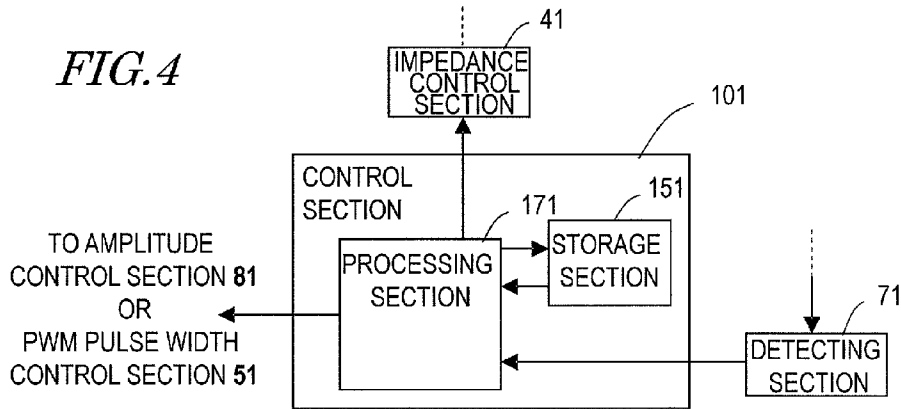 FIG.4
41
IMPEDANCE
CONTROL
SECTION
101
CONTROL
SECTION
171
151
STORAGE
SECTION
PROCESSING
SECTION
TO AMPLITUDE
CONTROL SECTION 81
OR
PWM PULSE WIDTH
CONTROL SECTION 51
71
DETECTING
SECTION